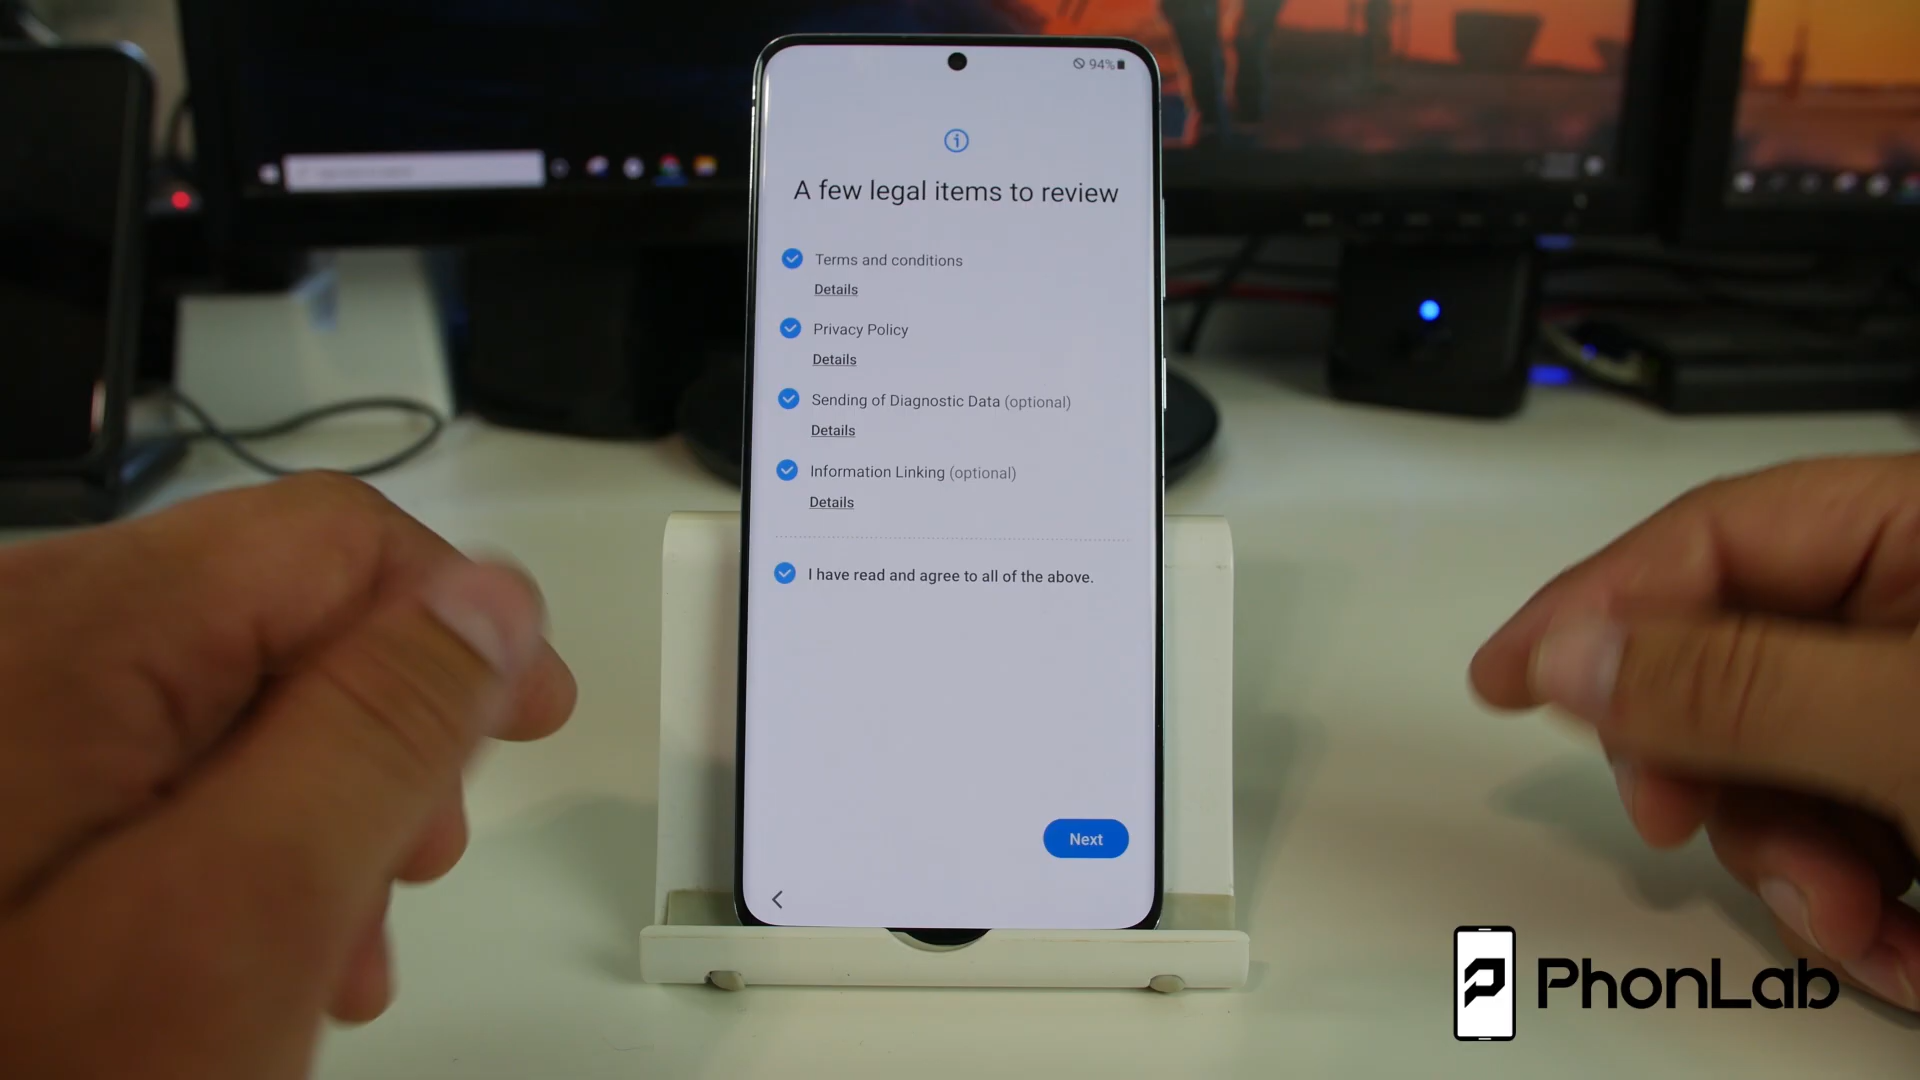 94%
A few legal items to review
Terms and conditions
Details
Privacy Policy
Details
Sending of Diagnostic Data (optional)
Details
Information Linking (optional)
Details
I have read and agree to all of the above.
Next
PhonLab